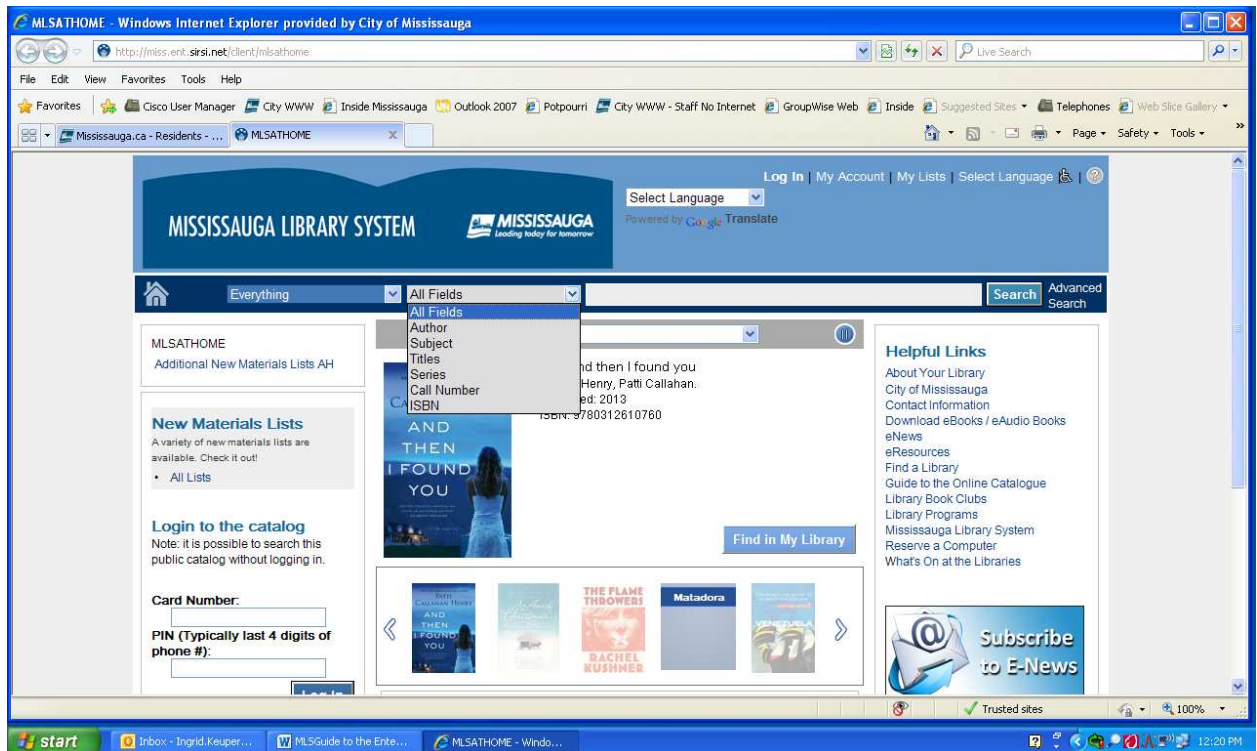 MLSATHOME - Windows Internet Explorer provided by City of Mississauga
http://miss.ent.sirsi.net/client/mlsathome
Live Search
File Edit View Favorites Tools Help
Favorites Cisco User Manager City WWW Inside Mississauga Outlook 2007 Potpourri City WWW - Staff No Internet GroupWise Web Inside Suggested Sites Telephones Web Slice Gallery
Mississauga.ca - Residents - ... MLSATHOME X Page Safety Tools »
Log In | My Account | My Lists | Select Language | ?
Select Language
Powered by Google Translate
MISSISSAUGA LIBRARY SYSTEM
MISSISSAUGA
Leading today for tomorrow
Everything All Fields Search Advanced Search
All Fields
Author
Subject
Titles
Series
Call Number
ISBN
MLSATHOME
Additional New Materials Lists AH
New Materials Lists
A variety of new materials lists are
available. Check it out!
• All Lists
Login to the catalog
Note: it is possible to search this
public catalog without logging in.
Card Number:
PIN (Typically last 4 digits of
phone #):
nd then I found you
Henry, Patti Callahan.
ed: 2013
ISBN: 9780312610760
AND
THEN
I FOUND
YOU
Find in My Library
PATTI
CALLAHAN HENRY
AND
THEN
I FOUND
YOU
THE FLAME
THROWERS
RACHEL
KUSHNER
Matadora
VENEZUELA
Helpful Links
About Your Library
City of Mississauga
Contact Information
Download eBooks / eAudio Books
eNews
eResources
Find a Library
Guide to the Online Catalogue
Library Book Clubs
Library Programs
Mississauga Library System
Reserve a Computer
What's On at the Libraries
@
Subscribe
to E-News
Trusted sites 100%
start Inbox - Ingrid.Keuper... MLSGuide to the Ente... MLSATHOME - Windo... 12:20 PM